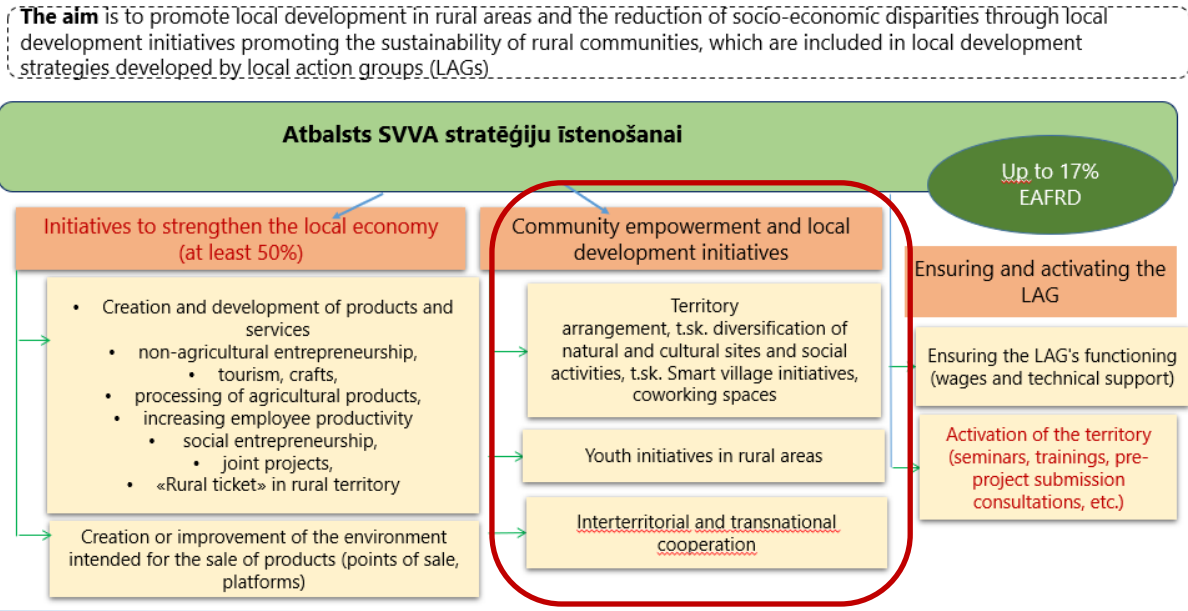 The aim is to promote local development in rural areas and the reduction of socio-economic disparities through local
development initiatives promoting the sustainability of rural communities, which are included in local development
strategies developed by local action groups (LAGs)
Atbalsts SVVA stratēģiju īstenošanai
Up to 17%
EAFRD
Initiatives to strengthen the local economy
(at least 50%)
• Creation and development of products and
services
• non-agricultural entrepreneurship,
• tourism, crafts,
• processing of agricultural products,
• increasing employee productivity
• social entrepreneurship,
• joint projects,
• «Rural ticket» in rural territory
Creation or improvement of the environment
intended for the sale of products (points of sale,
platforms)
Community empowerment and local
development initiatives
Territory
arrangement, t.sk. diversification of
natural and cultural sites and social
activities, t.sk. Smart village initiatives,
coworking spaces
Youth initiatives in rural areas
Interterritorial and transnational
cooperation
Ensuring and activating the
LAG
Ensuring the LAG's functioning
(wages and technical support)
Activation of the territory
(seminars, trainings, pre-
project submission
consultations, etc.)